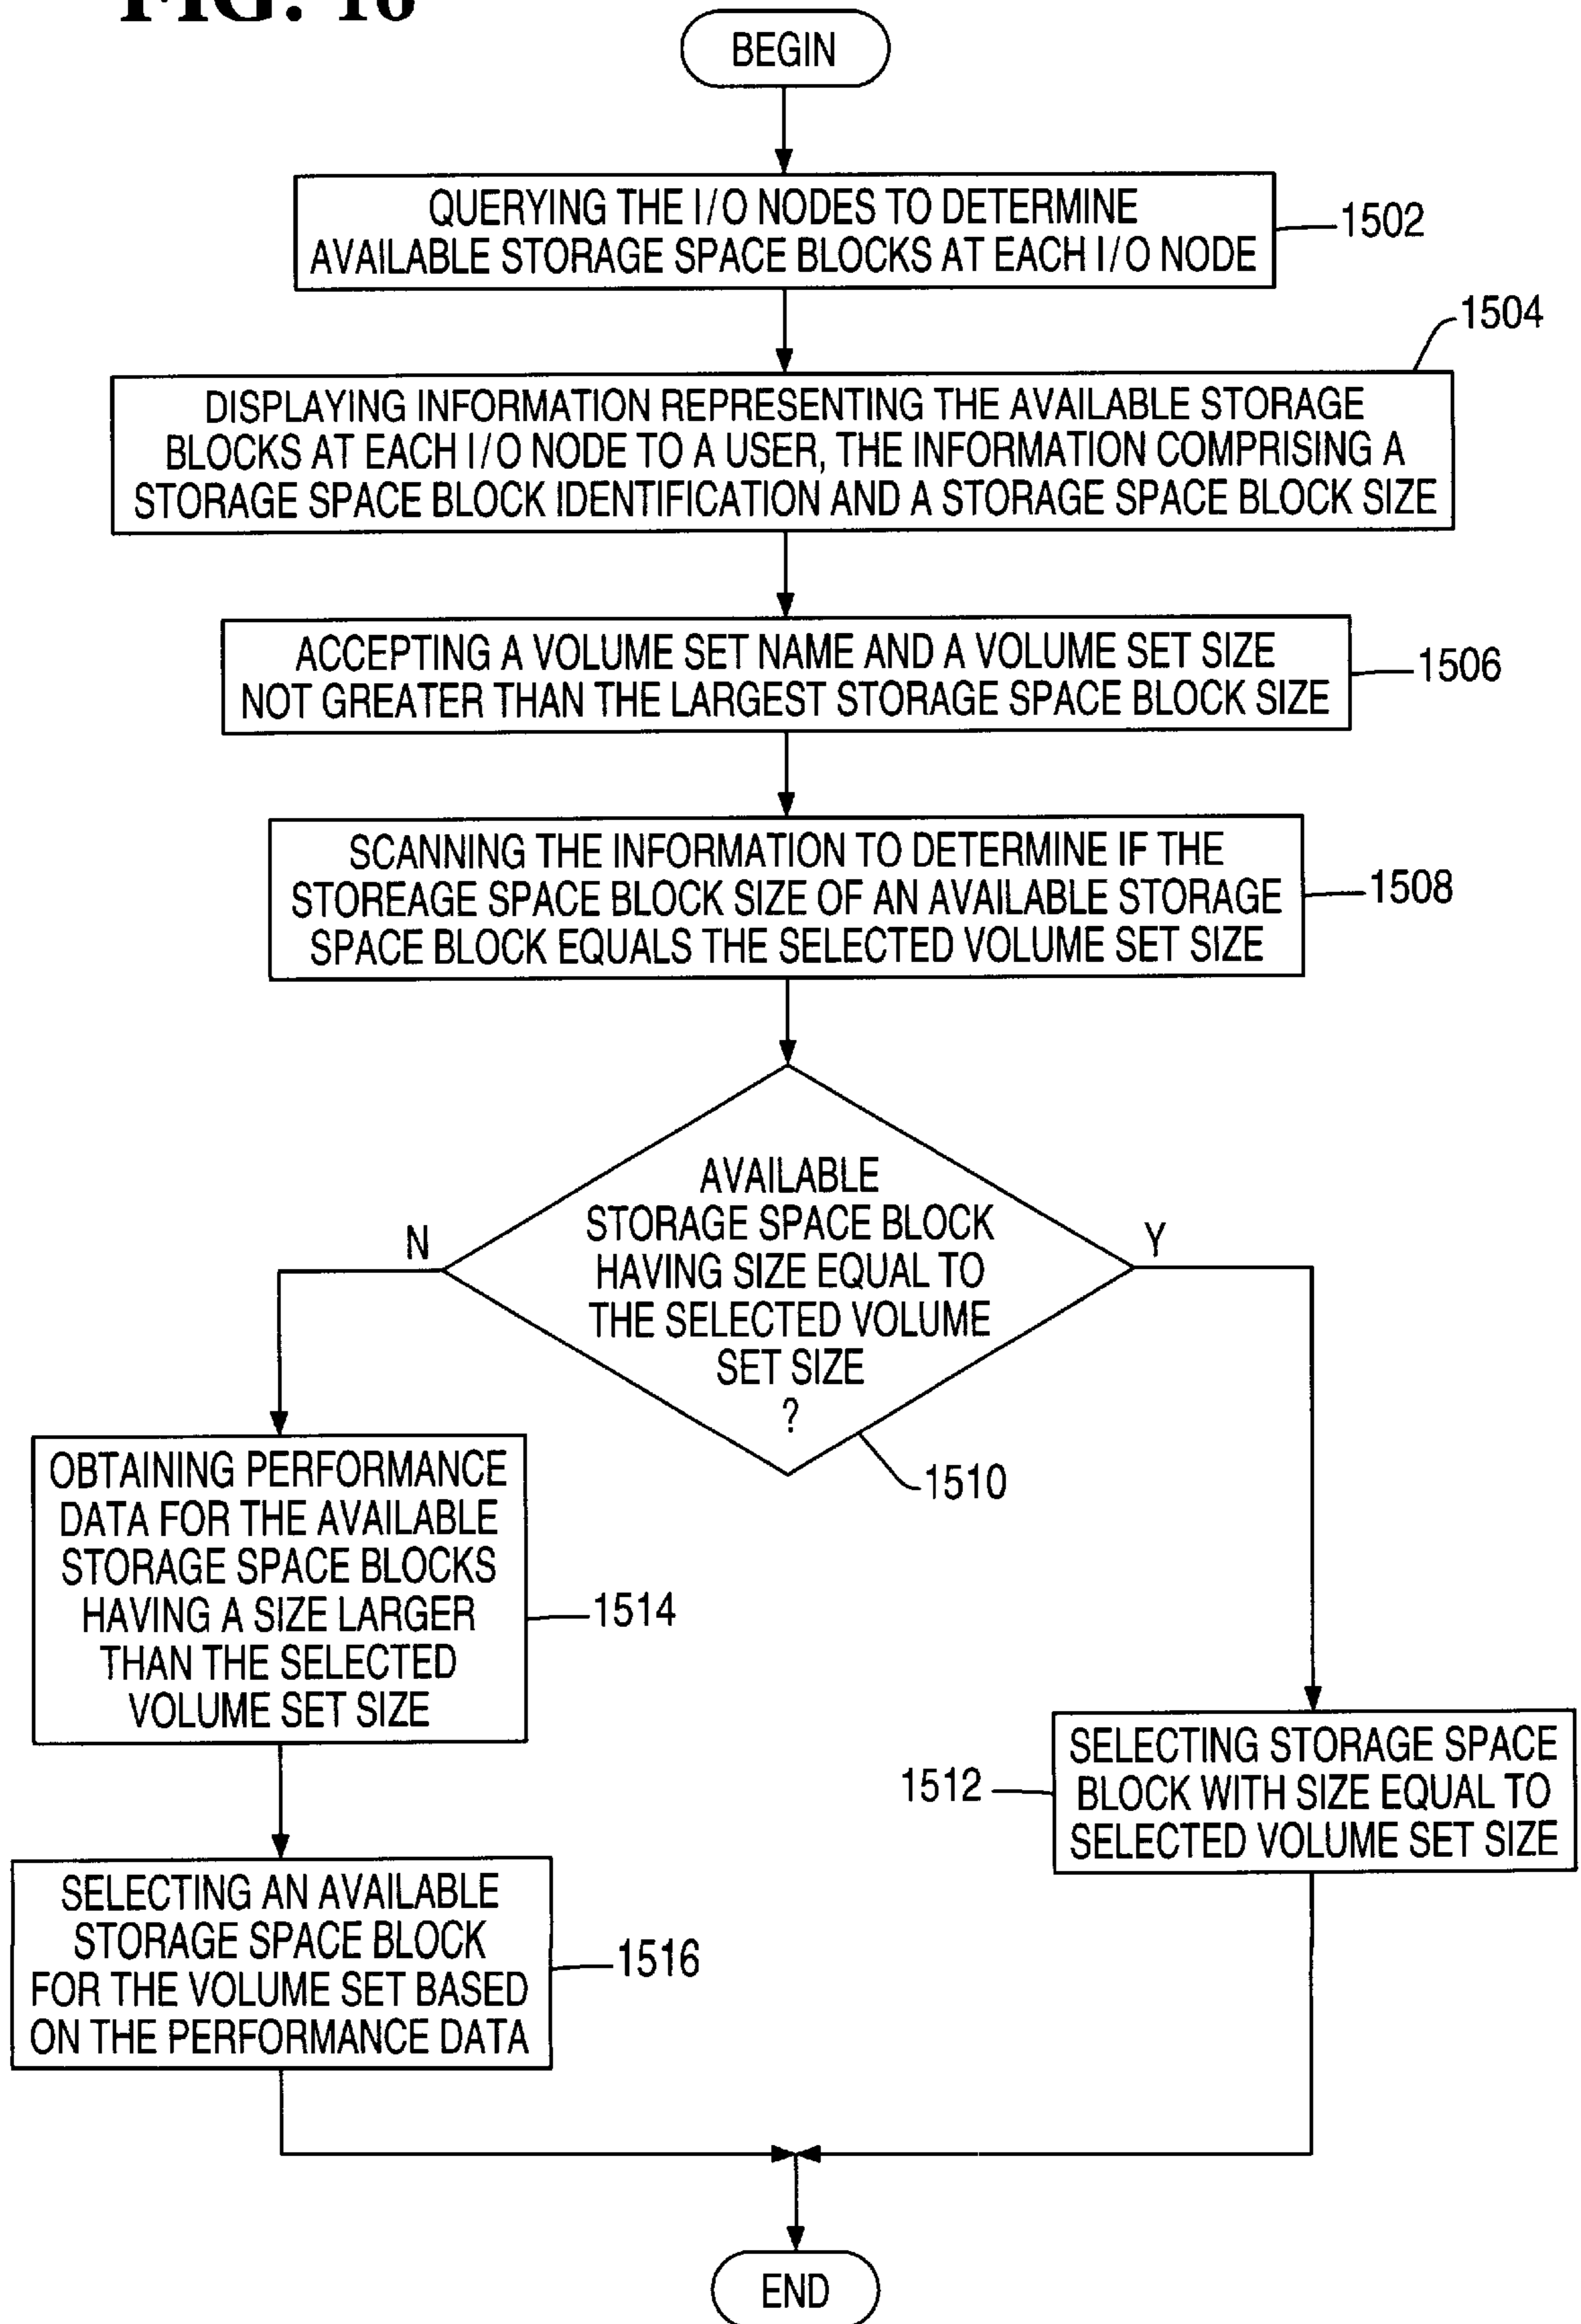 BEGIN
QUERYING THE I/O NODES TO DETERMINE
AVAILABLE STORAGE SPACE BLOCKS AT EACH I/O NODE
1502
1504
DISPLAYING INFORMATION REPRESENTING THE AVAILABLE STORAGE
BLOCKS AT EACH I/O NODE TO A USER, THE INFORMATION COMPRISING A
STORAGE SPACE BLOCK IDENTIFICATION AND A STORAGE SPACE BLOCK SIZE
ACCEPTING A VOLUME SET NAME AND A VOLUME SET SIZE
NOT GREATER THAN THE LARGEST STORAGE SPACE BLOCK SIZE
1506
SCANNING THE INFORMATION TO DETERMINE IF THE
STOREAGE SPACE BLOCK SIZE OF AN AVAILABLE STORAGE
SPACE BLOCK EQUALS THE SELECTED VOLUME SET SIZE
1508
AVAILABLE
STORAGE SPACE BLOCK
HAVING SIZE EQUAL TO
THE SELECTED VOLUME
SET SIZE
?
N
Y
1510
OBTAINING PERFORMANCE
DATA FOR THE AVAILABLE
STORAGE SPACE BLOCKS
HAVING A SIZE LARGER
THAN THE SELECTED
VOLUME SET SIZE
1514
1512
SELECTING STORAGE SPACE
BLOCK WITH SIZE EQUAL TO
SELECTED VOLUME SET SIZE
SELECTING AN AVAILABLE
STORAGE SPACE BLOCK
FOR THE VOLUME SET BASED
ON THE PERFORMANCE DATA
1516
END